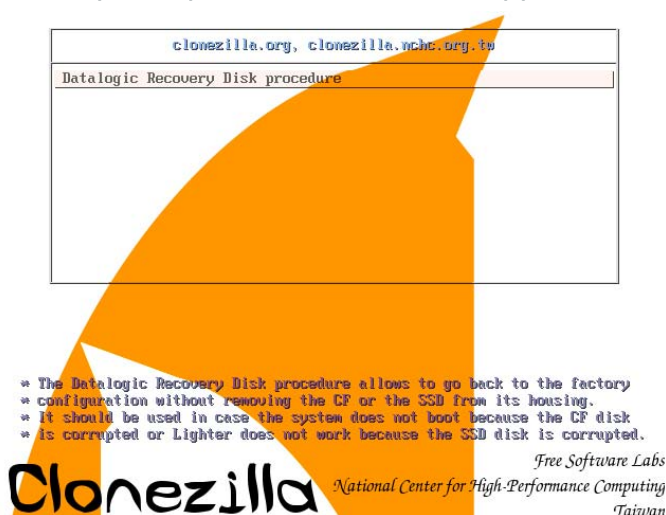 clonezilla.org, clonezilla.nchc.org.tw
Datalogic Recovery Disk procedure
* The Datalogic Recovery Disk procedure allows to go back to the factory
* configuration without removing the CF or the SSD from its housing.
* It should be used in case the system does not boot because the CF disk
* is corrupted or Lighter does not work because the SSD disk is corrupted.
Free Software Labs
Clonezilla National Center for High-Performance Computing
Taiwan